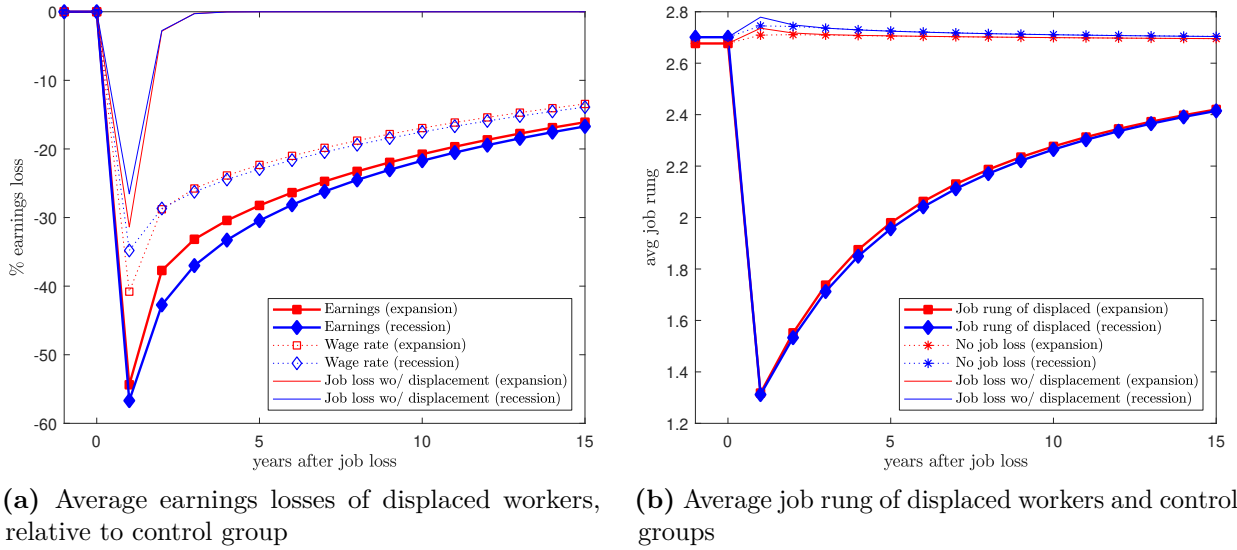 0
-10
-20
-30
-40
-50
-60
% earnings loss
Earnings (expansion)
Earnings (recession)
Wage rate (expansion)
Wage rate (recession)
Job loss wo/ displacement (expansion)
Job loss wo/ displacement (recession)
0 5 10 15
years after job loss
2.8
2.6
2.4
2.2
2
1.8
1.6
1.4
1.2
avg job rung
Job rung of displaced (expansion)
Job rung of displaced (recession)
No job loss (expansion)
No job loss (recession)
Job loss wo/ displacement (expansion)
Job loss wo/ displacement (recession)
0 5 10 15
years after job loss
(a) Average earnings losses of displaced workers,
relative to control group
(b) Average job rung of displaced workers and control
groups